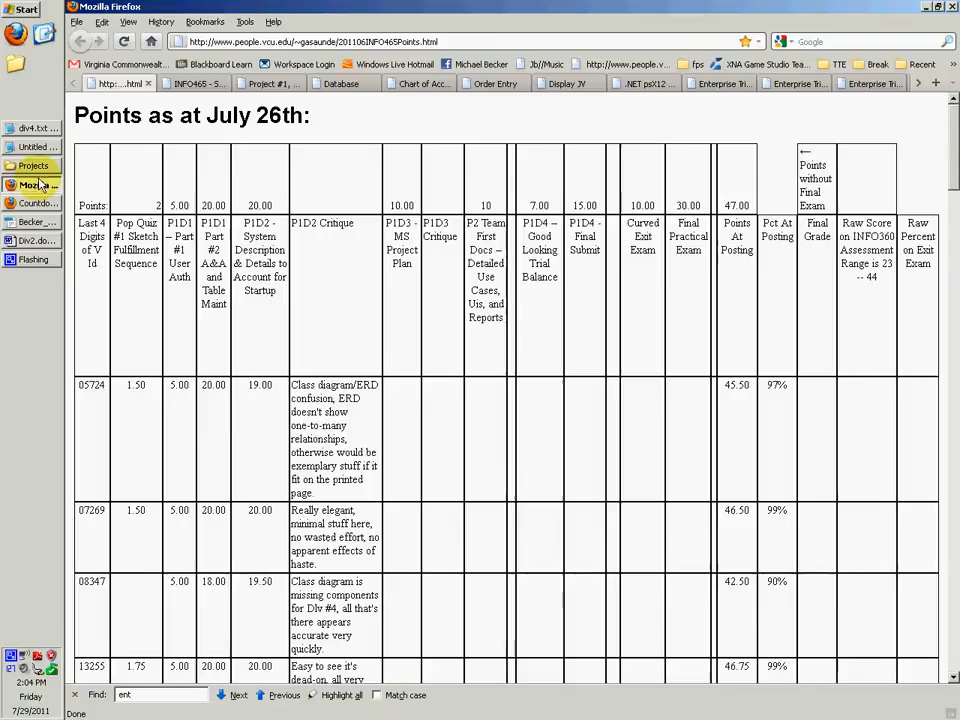 Start
Mozilla Firefox
File Edit View History Bookmarks Tools Help
http://www.people.vcu.edu/~gasaunde/201106INFO465Points.html
Google
Virginia Commonwealt... Blackboard Learn Workspace Login Windows Live Hotmail Michael Becker Jb//Music http://www.people.v... fps XNA Game Studio Tea... TTE Break Recent
http:...html INFO465 - S... Project #1, ... Database Chart of Acc... Order Entry Display JV .NET psX12 ... Enterprise Tri... Enterprise Tri... Enterprise Tri...
div4.txt ...
Untitled ...
Projects
Mozilla ...
Countdo...
Becker_...
Div2.do...
Flashing
Points as at July 26th:
← Points without Final Exam
Points: 2 5.00 20.00 20.00 10.00 10 7.00 15.00 10.00 30.00 47.00
Last 4 Digits of V Id
Pop Quiz #1 Sketch Fulfillment Sequence
P1D1 – Part #1 User Auth
P1D1 Part #2 A&A and Table Maint
P1D2 - System Description & Details to Account for Startup
P1D2 Critique
P1D3 - MS Project Plan
P1D3 Critique
P2 Team First Docs – Detailed Use Cases, Uis, and Reports
P1D4 – Good Looking Trial Balance
P1D4 - Final Submit
Curved Exit Exam
Final Practical Exam
Points At Posting
Pct At Posting
Final Grade
Raw Score on INFO360 Assessment Range is 23 -- 44
Raw Percent on Exit Exam
05724 1.50 5.00 20.00 19.00 Class diagram/ERD 45.50 97%
confusion, ERD
doesn't show
one-to-many
relationships,
otherwise would be
exemplary stuff if it
fit on the printed
page.
07269 1.50 5.00 20.00 20.00 Really elegant, 46.50 99%
minimal stuff here,
no wasted effort, no
apparent effects of
haste.
08347 5.00 18.00 19.50 Class diagram is 42.50 90%
missing components
for Dlv #4, all that's
there appears
accurate very
quickly.
13255 1.75 5.00 20.00 20.00 Easy to see it's 46.75 99%
dead-on, all very
2:04 PM
Friday
7/29/2011
Find: ent Next Previous Highlight all Match case
Done